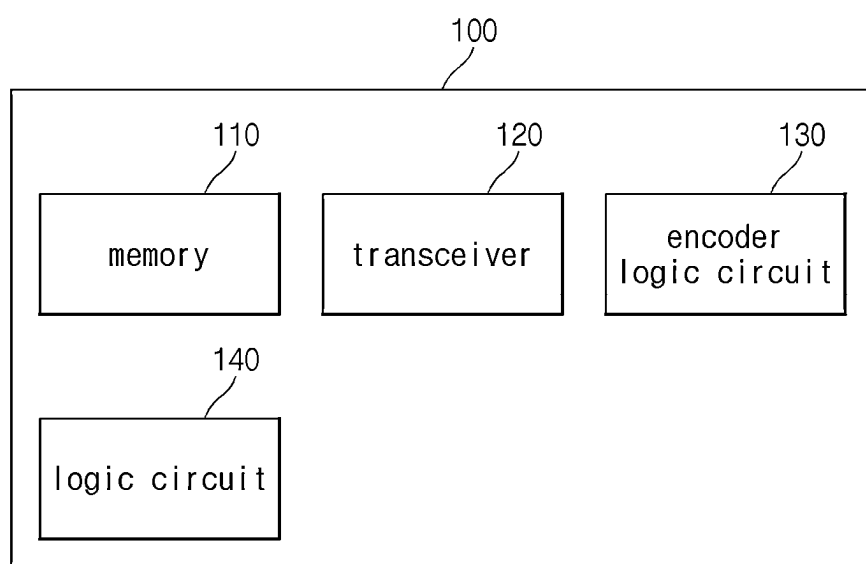 100
110
120
130
memory
transceiver
encoder
logic circuit
140
logic circuit